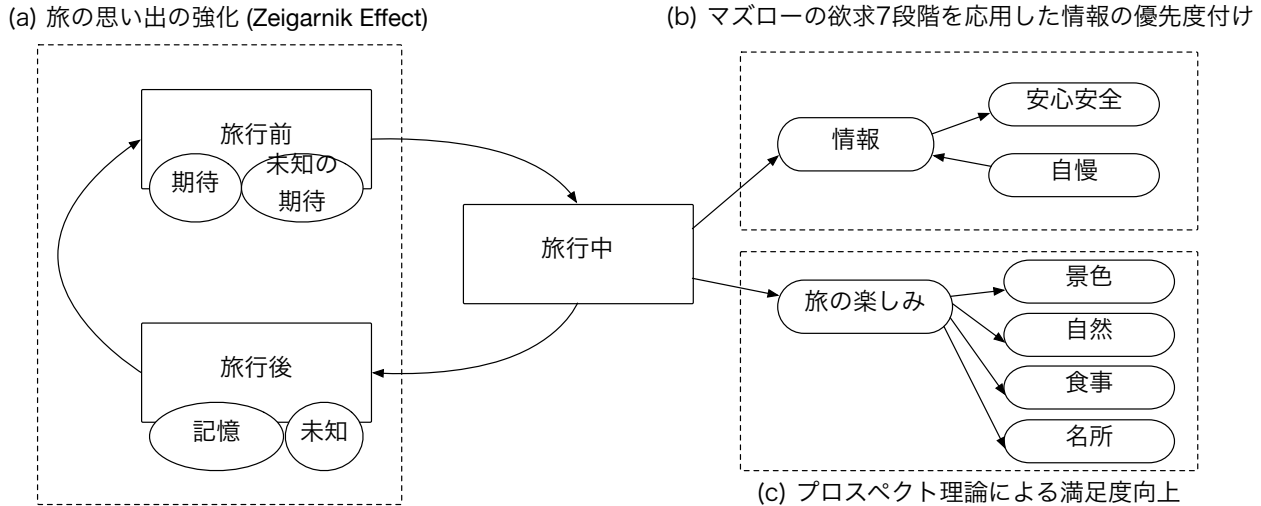 (a) 旅の思い出の強化 (Zeigarnik Effect)
旅行前
期待
未知の
期待
旅行後
記憶
未知
旅行中
(b) マズローの欲求7段階を応用した情報の優先度付け
情報
安心安全
自慢
旅の楽しみ
景色
自然
食事
名所
(c) プロスペクト理論による満足度向上